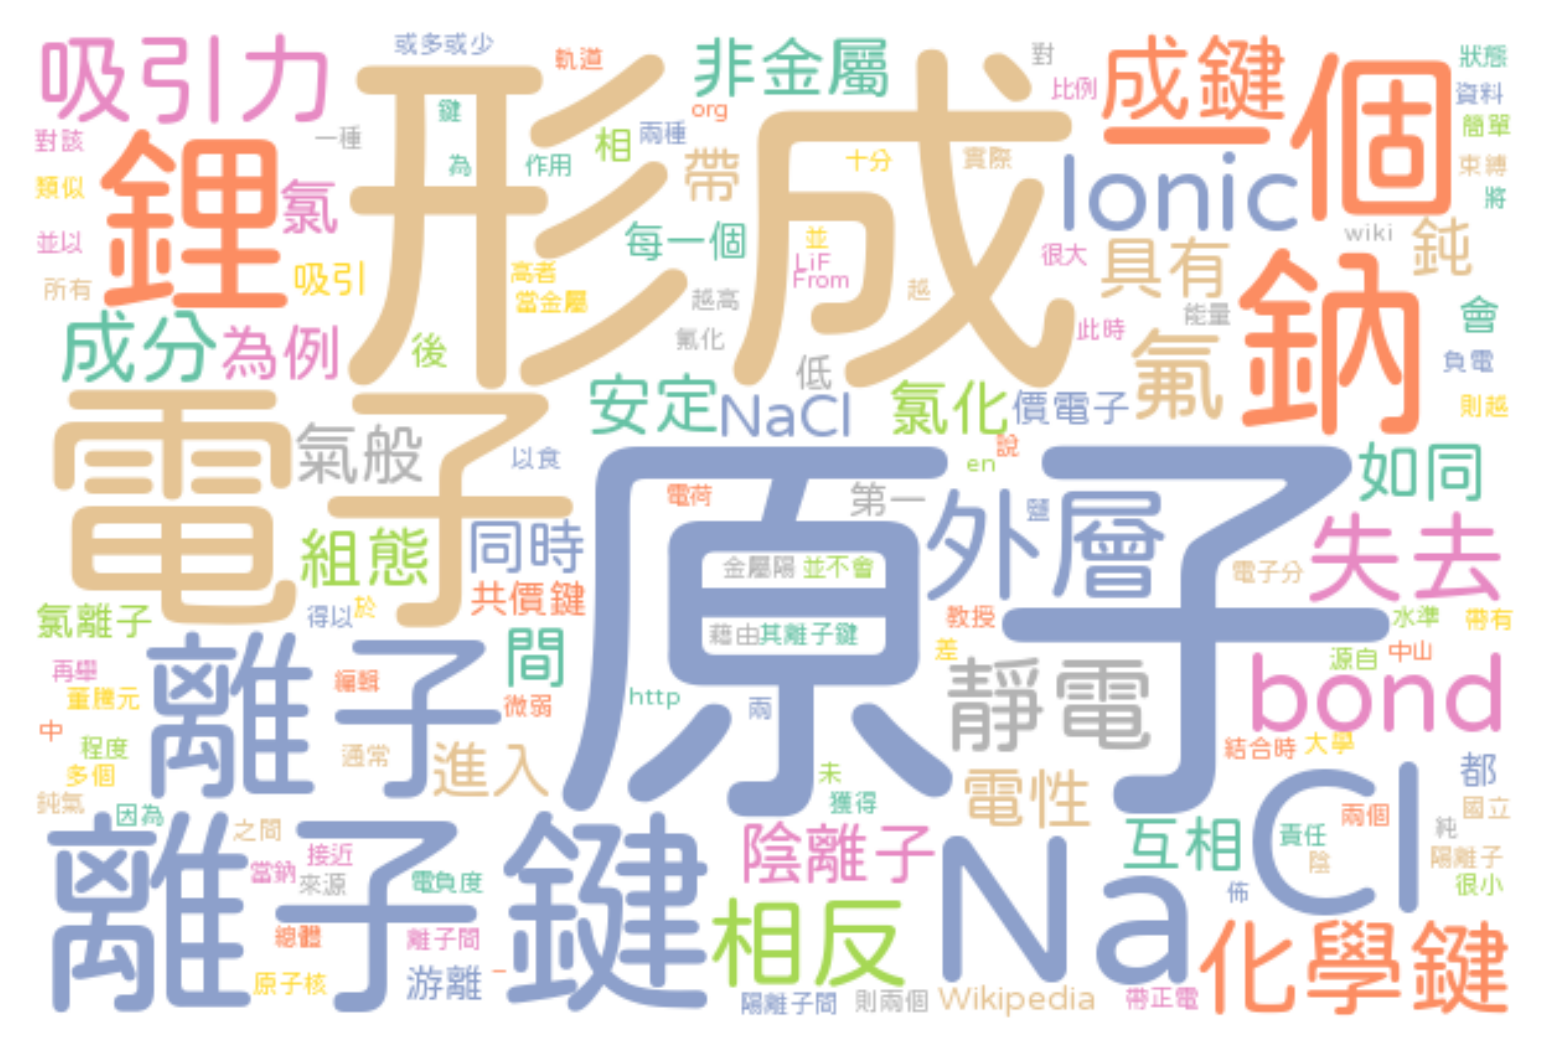 吸引力
或多或少
軌道
形成
非金屬
對
比例
成鍵
個
狀態
資料
簡單
束縛
將
對該
類似
並以
所有
鋰
氯
一種
鍵
為
作用
相
兩種
org
帶
十分
實際
Ionic
wiki
鈍
吸引
高者
當金屬
每一個
並
LiF
From
越
越高
氟化
很大
具有
能量
此時
鈉
會
負電
則越
成分
為例
後
低
氟
電子
氣般
安定
NaCl
氯化
價電子
以食
說
en
如同
原子
電荷
第一
外層
鹽
失去
電子分
組態
同時
共價鍵
金屬陽
並不會
藉由
其離子鍵
教授
差
水準
帶有
氯離子
得以
於
再舉
董騰元
中
程度
多個
鈍氣
離子
編輯
間
微弱
http
兩
靜電
源自
中山
bond
結合時
大學
通常
進入
未
獲得
電性
都
國立
因為
之間
離子鍵
當鈉
接近
來源
電負度
陰離子
Na
互相
Cl
責任
兩個
陰
純
陽離子
很小
佈
總體
離子間
原子核
游離
一
相反
陽離子間
則兩個
Wikipedia
帶正電
化學鍵